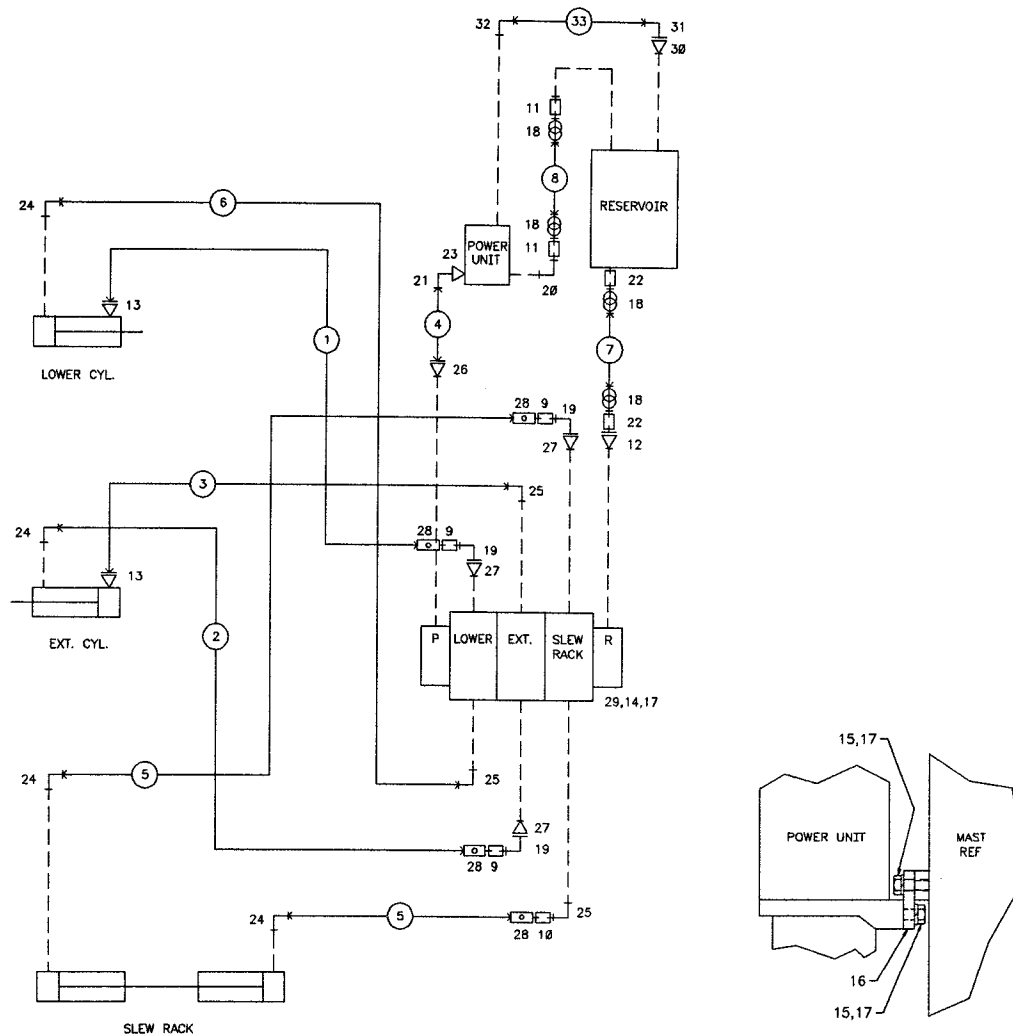 32
33
31
30
11
18
8
18
11
RESERVOIR
24
6
POWER
UNIT
23
21
20
22
18
4
13
1
7
LOWER CYL.
26
18
28 9 19
22
27
12
3
25
24
28 9
19
27
13
2
EXT. CYL.
P
LOWER
EXT.
SLEW
RACK
R
29,14,17
24
5
25
27
19
28 9
24
5
25
28 10
SLEW RACK
15,17
POWER UNIT
MAST
REF
16
15,17